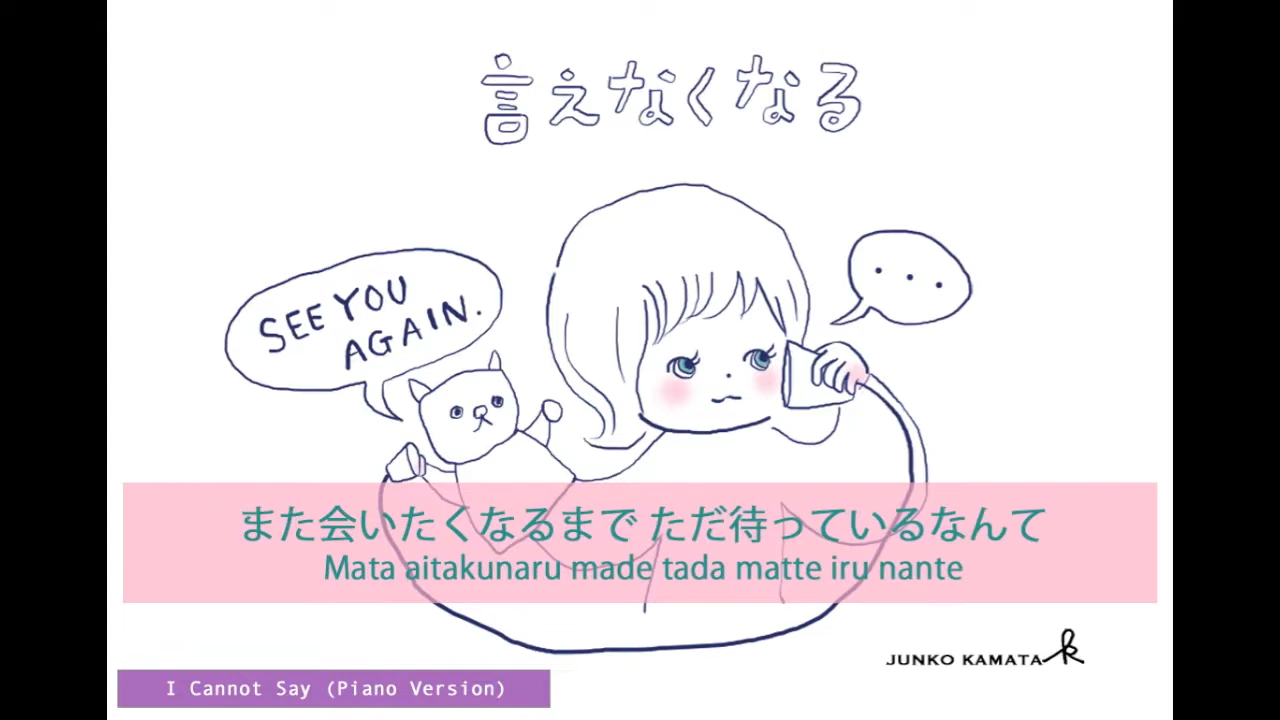 言えなくなる
SEE YOU
AGAIN.
...
また会いたくなるまで ただ待っているなんて
Mata aitakunaru made tada matte iru nante
JUNKO KAMATA
I Cannot Say (Piano Version)